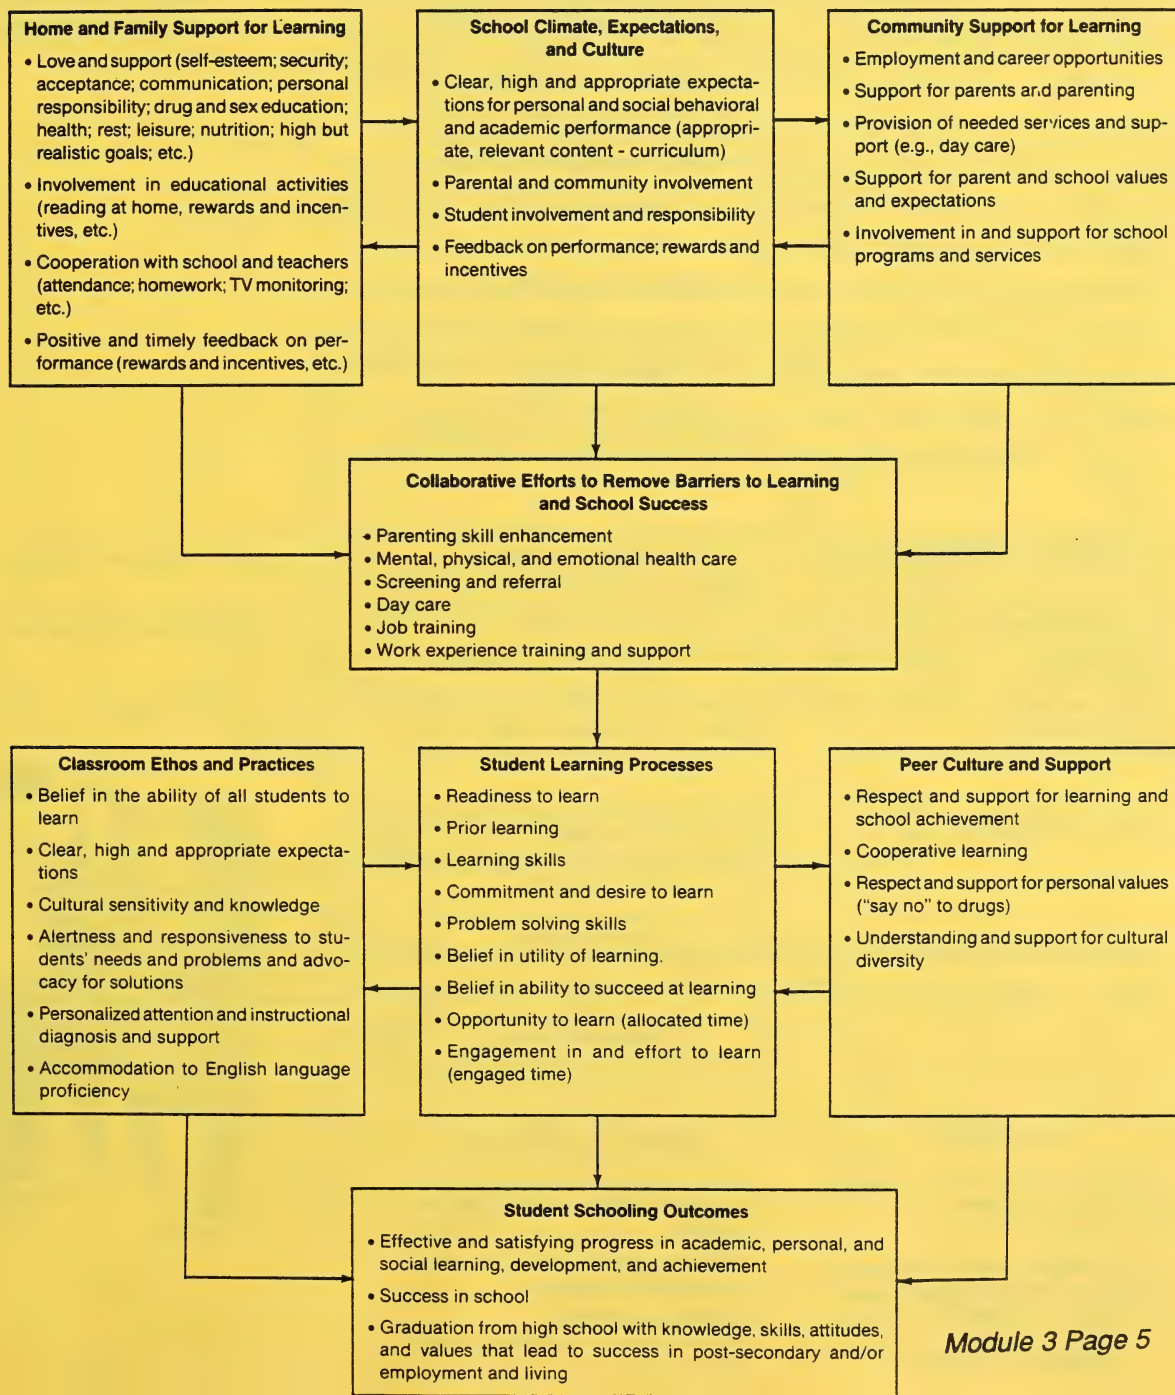 Home and Family Support for Learning
• Love and support (self-esteem; security;
acceptance; communication; personal
responsibility; drug and sex education;
health; rest; leisure; nutrition; high but
realistic goals; etc.)
• Involvement in educational activities
(reading at home, rewards and incen-
tives, etc.)
• Cooperation with school and teachers
(attendance; homework; TV monitoring;
etc.)
• Positive and timely feedback on per-
formance (rewards and incentives, etc.)
School Climate, Expectations,
and Culture
• Clear, high and appropriate expecta-
tions for personal and social behavioral
and academic performance (appropri-
ate, relevant content - curriculum)
• Parental and community involvement
• Student involvement and responsibility
• Feedback on performance; rewards and
incentives
Community Support for Learning
• Employment and career opportunities
• Support for parents and parenting
• Provision of needed services and sup-
port (e.g., day care)
• Support for parent and school values
and expectations
• Involvement in and support for school
programs and services
Collaborative Efforts to Remove Barriers to Learning
and School Success
• Parenting skill enhancement
• Mental, physical, and emotional health care
• Screening and referral
• Day care
• Job training
• Work experience training and support
Classroom Ethos and Practices
• Belief in the ability of all students to
learn
• Clear, high and appropriate expecta-
tions
• Cultural sensitivity and knowledge
• Alertness and responsiveness to stu-
dents' needs and problems and advo-
cacy for solutions
• Personalized attention and instructional
diagnosis and support
• Accommodation to English language
proficiency
Student Learning Processes
• Readiness to learn
• Prior learning
• Learning skills
• Commitment and desire to learn
• Problem solving skills
• Belief in utility of learning.
• Belief in ability to succeed at learning
• Opportunity to learn (allocated time)
• Engagement in and effort to learn
(engaged time)
Peer Culture and Support
• Respect and support for learning and
school achievement
• Cooperative learning
• Respect and support for personal values
("say no" to drugs)
• Understanding and support for cultural
diversity
Student Schooling Outcomes
• Effective and satisfying progress in academic, personal, and
social learning, development, and achievement
• Success in school
• Graduation from high school with knowledge, skills, attitudes,
and values that lead to success in post-secondary and/or
employment and living
Module 3 Page 5